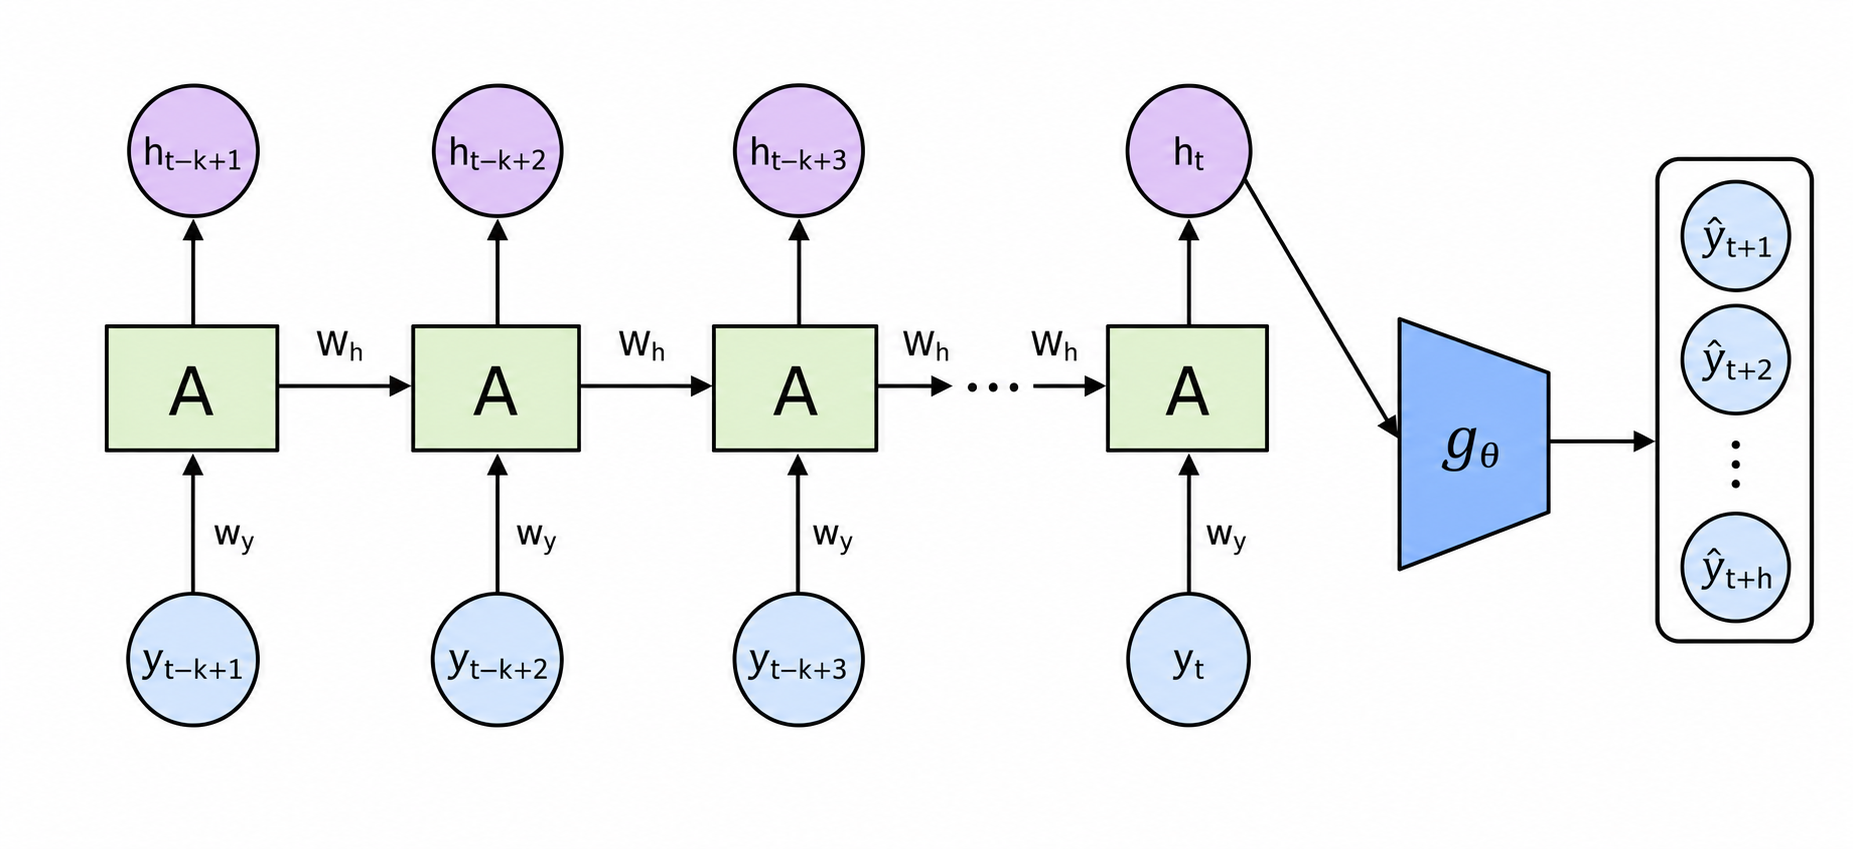 h_{t−k+1} h_{t−k+2} h_{t−k+3} h_t
ŷ_{t+1}
W_h W_h W_h W_h
A A A ... A
ŷ_{t+2}
g_θ
⋮
w_y w_y w_y w_y
ŷ_{t+h}
y_{t−k+1} y_{t−k+2} y_{t−k+3} y_t